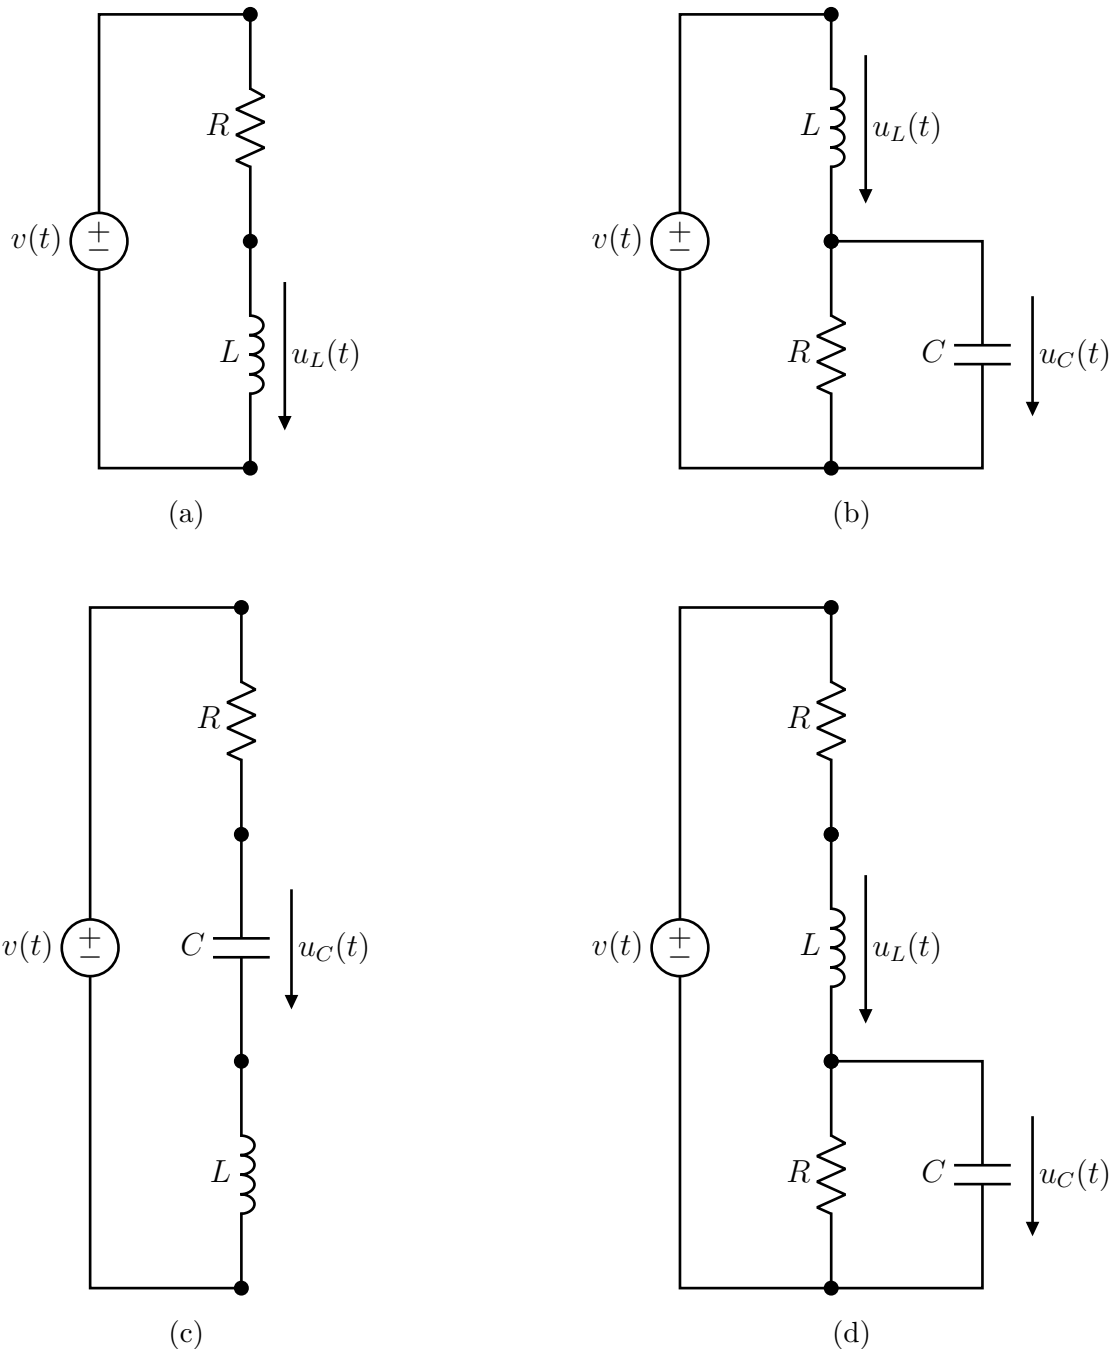 R
L
u_L(t)
v(t)
+
−
(a)
L
u_L(t)
v(t)
+
−
R
C
u_C(t)
(b)
R
v(t)
+
−
C
u_C(t)
L
(c)
R
v(t)
+
−
L
u_L(t)
R
C
u_C(t)
(d)